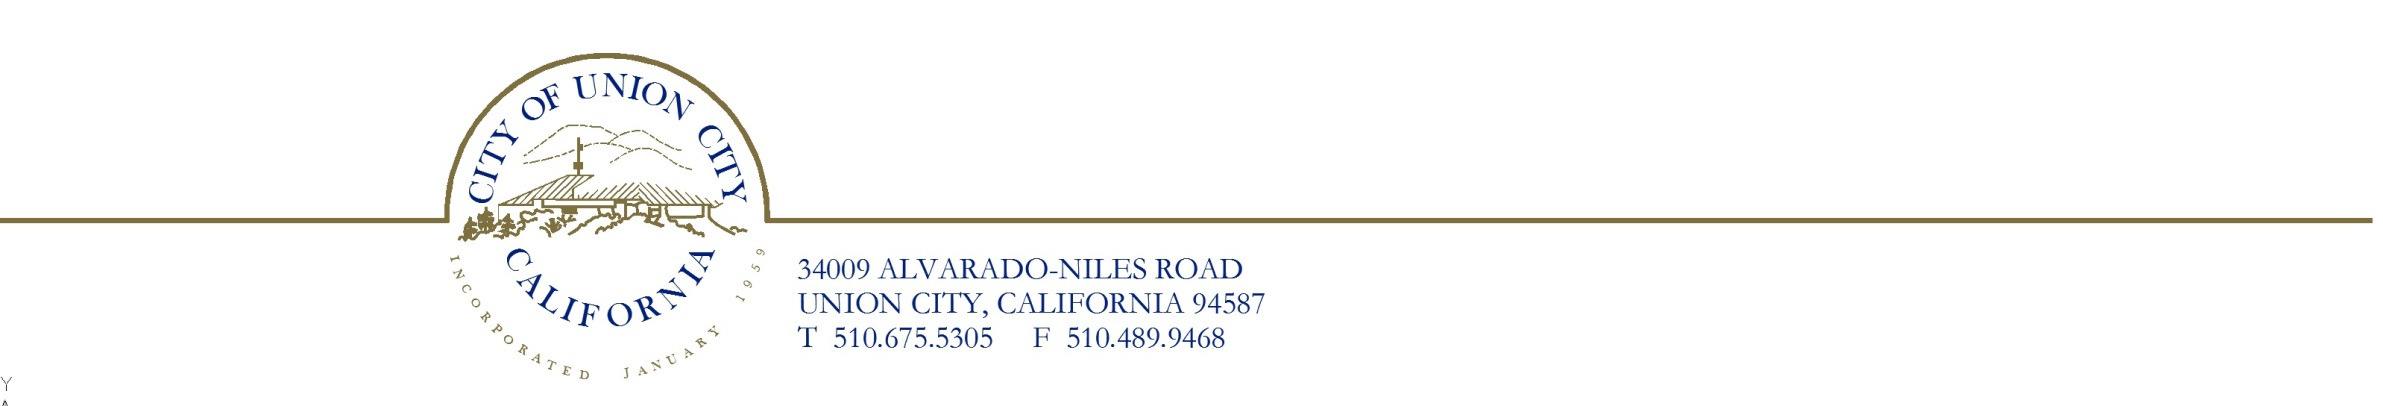 CITY OF UNION CITY
CALIFORNIA
INCORPORATED JANUARY 1959
34009 ALVARADO-NILES ROAD
UNION CITY, CALIFORNIA 94587
T 510.675.5305 F 510.489.9468
Y
A